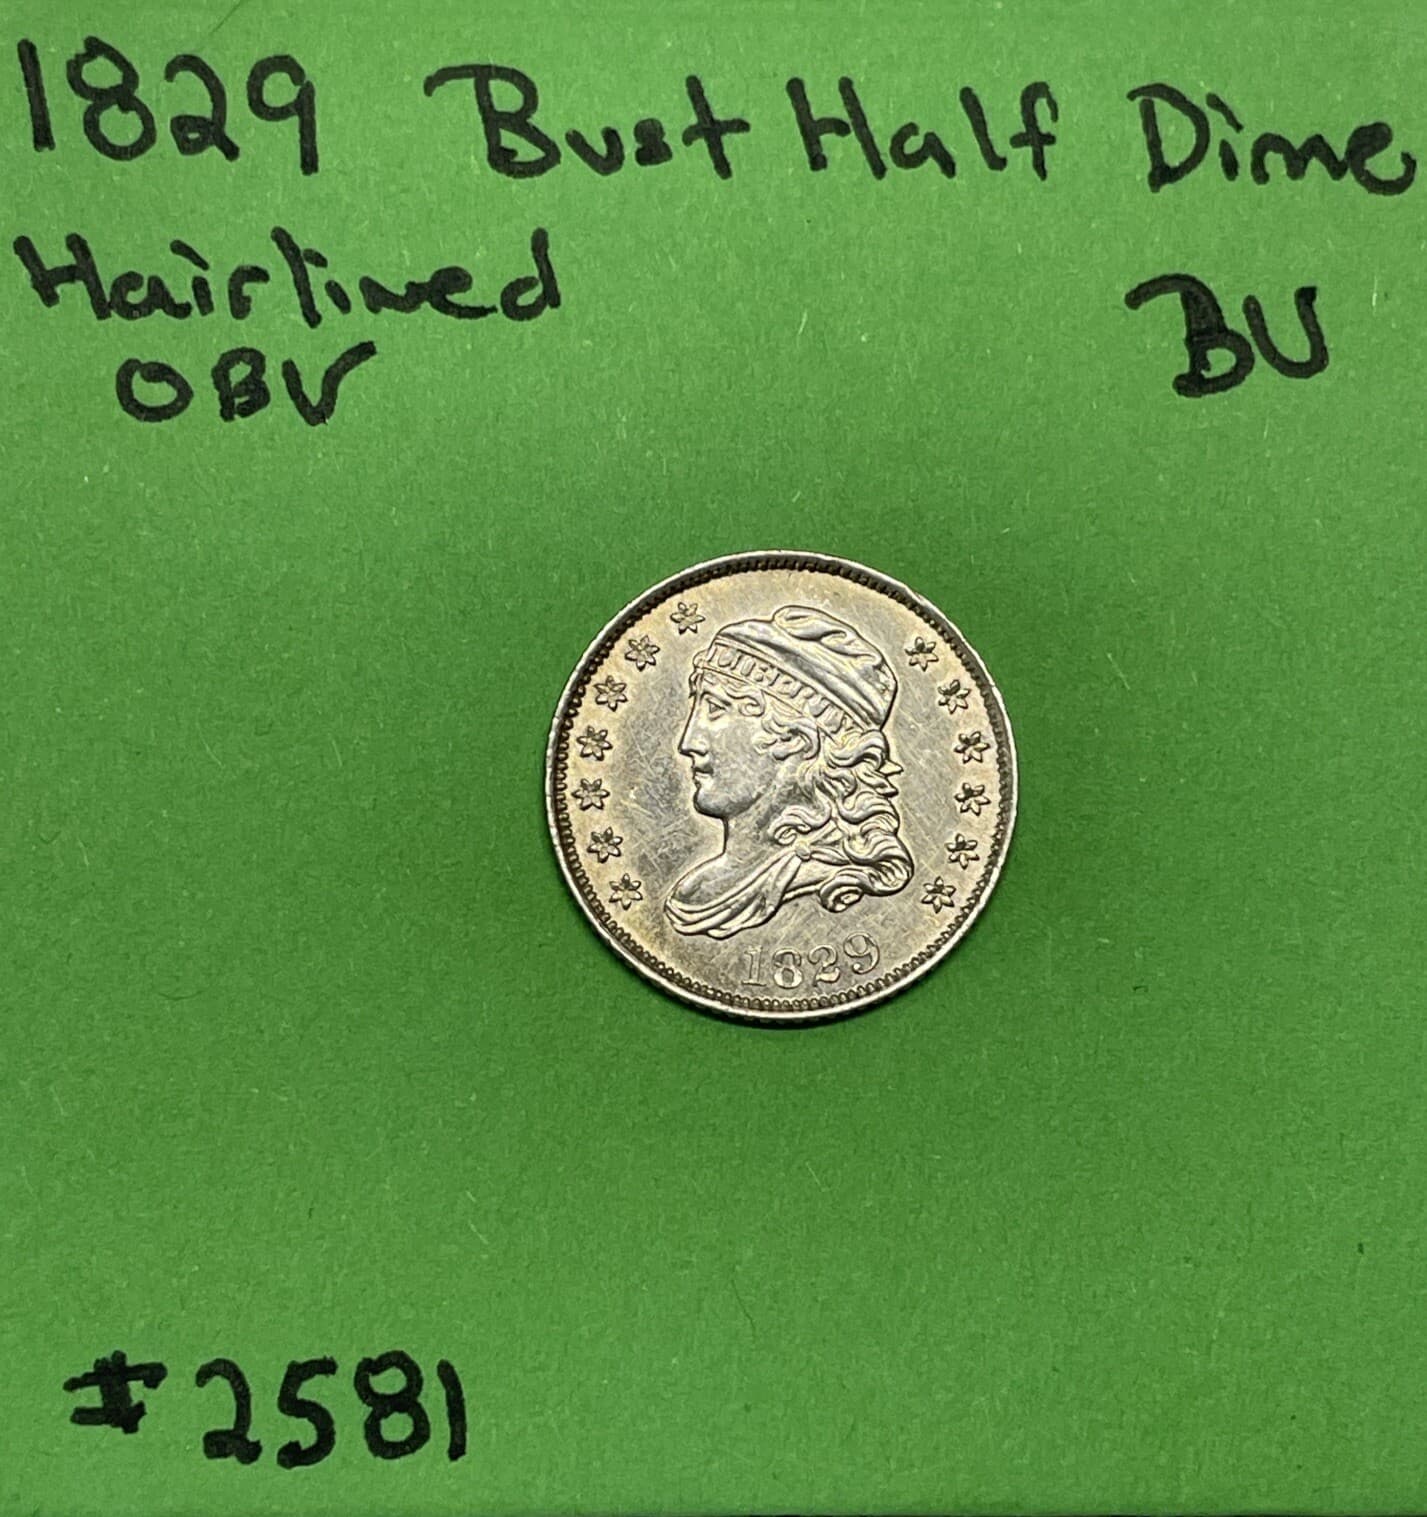 1829 Bust Half Dime
Hairlined
OBV
BU
LIBERTY
1829
#2581